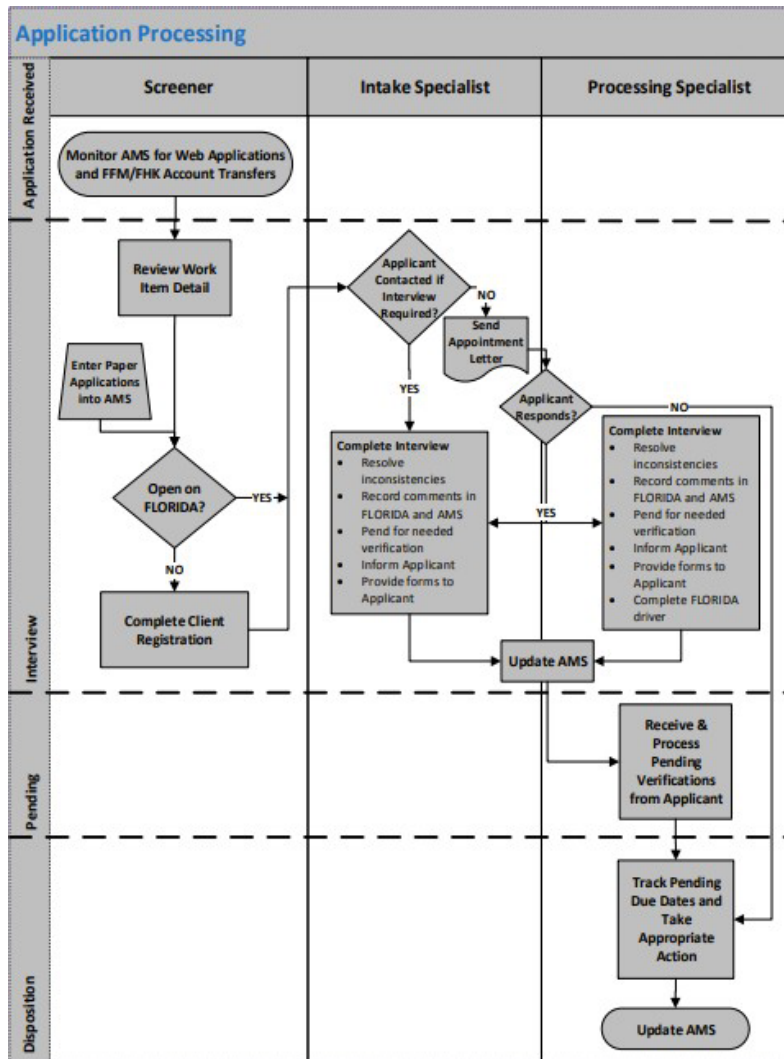 Application Processing
Screener
Intake Specialist
Processing Specialist
Application Received
Monitor AMS for Web Applications
and FFM/FHK Account Transfers
Interview
Review Work
Item Detail
Enter Paper
Applications
into AMS
Open on
FLORIDA?
YES
NO
Complete Client
Registration
Applicant
Contacted if
Interview
Required?
NO
Send
Appointment
Letter
YES
Applicant
Responds?
NO
YES
Complete Interview
• Resolve
inconsistencies
• Record comments in
FLORIDA and AMS
• Pend for needed
verification
• Inform Applicant
• Provide forms to
Applicant
Complete Interview
• Resolve
inconsistencies
• Record comments in
FLORIDA and AMS
• Pend for needed
verification
• Inform Applicant
• Provide forms to
Applicant
• Complete FLORIDA
driver
Update AMS
Pending
Receive &
Process
Pending
Verifications
from Applicant
Disposition
Track Pending
Due Dates and
Take
Appropriate
Action
Update AMS